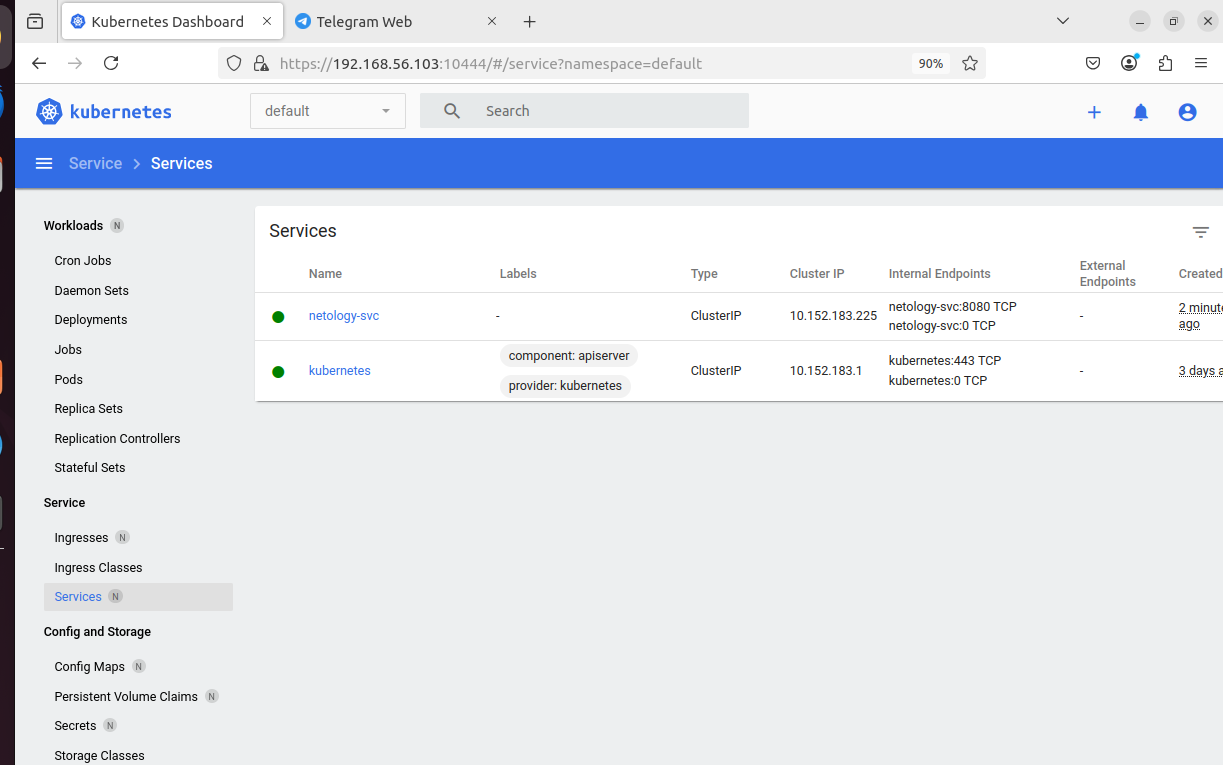 Kubernetes Dashboard
Telegram Web
https://192.168.56.103:10444/#/service?namespace=default
90%
kubernetes
default
Search
Service
Services
Workloads N
Cron Jobs
Daemon Sets
Deployments
Jobs
Pods
Replica Sets
Replication Controllers
Stateful Sets
Service
Ingresses N
Ingress Classes
Services N
Config and Storage
Config Maps N
Persistent Volume Claims N
Secrets N
Storage Classes
Services
Name Labels Type Cluster IP Internal Endpoints External Endpoints Created
netology-svc - ClusterIP 10.152.183.225 netology-svc:8080 TCP - 2 minute
netology-svc:0 TCP ago
kubernetes component: apiserver ClusterIP 10.152.183.1 kubernetes:443 TCP - 3 days a
provider: kubernetes kubernetes:0 TCP